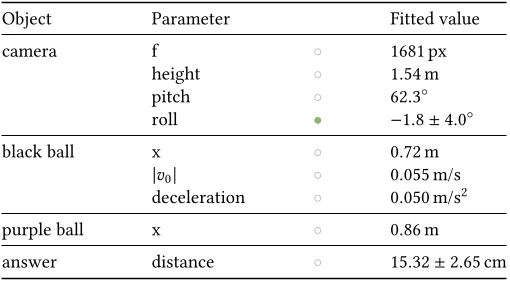 Object Parameter Fitted value
camera f ○ 1681 px
height ○ 1.54 m
pitch ○ 62.3°
roll ● −1.8 ± 4.0°
black ball x ○ 0.72 m
|v₀| ○ 0.055 m/s
deceleration ○ 0.050 m/s²
purple ball x ○ 0.86 m
answer distance ○ 15.32 ± 2.65 cm